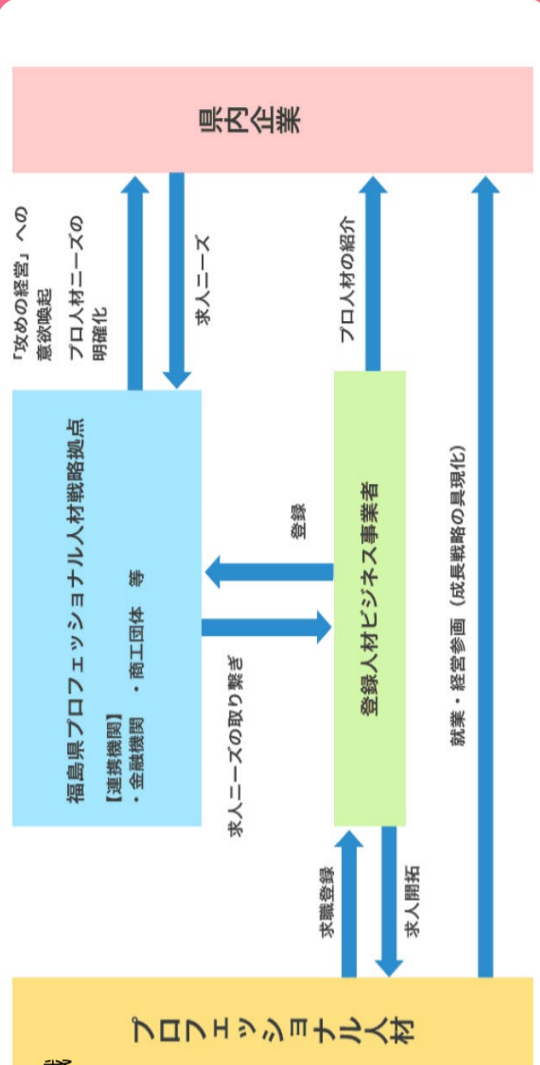 県内企業
「攻めの経営」への
意欲喚起
プロ人材ニーズの
明確化
求人ニーズ
プロ人材の紹介
福島県プロフェッショナル人材戦略拠点
【連携機関】
・金融機関　・商工団体　等
登録
求人ニーズの取り繋ぎ
登録人材ビジネス事業者
就業・経営参画（成長戦略の具現化）
求職登録
求人開拓
プロフェッショナル人材